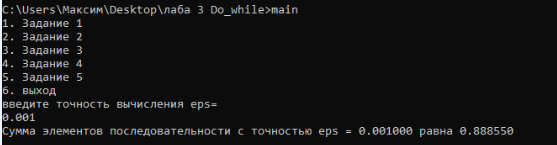 C:\Users\Максим\Desktop\лаба 3 Do_while>main
1. Задание 1
2. Задание 2
3. Задание 3
4. Задание 4
5. Задание 5
6. выход
введите точность вычисления eps=
0.001
Сумма элементов последовательности с точностью eps = 0.001000 равна 0.888550